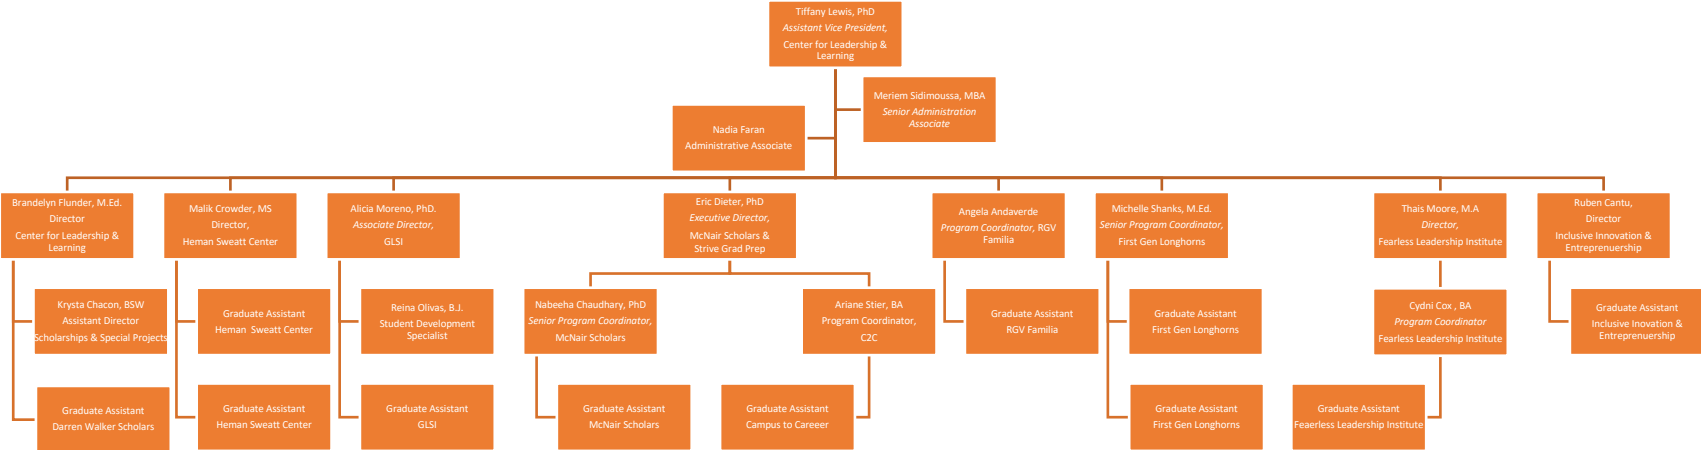 Tiffany Lewis, PhD
Assistant Vice President,
Center for Leadership &
Learning
Meriem Sidimoussa, MBA
Senior Administration
Associate
Nadia Faran
Administrative Associate
Brandelyn Flunder, M.Ed.
Director
Center for Leadership &
Learning
Malik Crowder, MS
Director,
Heman Sweatt Center
Alicia Moreno, PhD.
Associate Director,
GLSI
Eric Dieter, PhD
Executive Director,
McNair Scholars &
Strive Grad Prep
Angela Andaverde
Program Coordinator, RGV
Familia
Michelle Shanks, M.Ed.
Senior Program Coordinator,
First Gen Longhorns
Thais Moore, M.A
Director,
Fearless Leadership Institute
Ruben Cantu,
Director
Inclusive Innovation &
Entreprenuership
Krysta Chacon, BSW
Assistant Director
Scholarships & Special Projects
Graduate Assistant
Heman Sweatt Center
Reina Olivas, B.J.
Student Development
Specialist
Nabeeha Chaudhary, PhD
Senior Program Coordinator,
McNair Scholars
Ariane Stier, BA
Program Coordinator,
C2C
Graduate Assistant
RGV Familia
Graduate Assistant
First Gen Longhorns
Cydni Cox , BA
Program Coordinator
Fearless Leadership Institute
Graduate Assistant
Inclusive Inovation &
Entrepreneuership
Graduate Assistant
Darren Walker Scholars
Graduate Assistant
Heman Sweatt Center
Graduate Assistant
GLSI
Graduate Assistant
McNair Scholars
Graduate Assistant
Campus to Careeer
Graduate Assistant
First Gen Longhorns
Graduate Assistant
Feaerless Leadership Institute